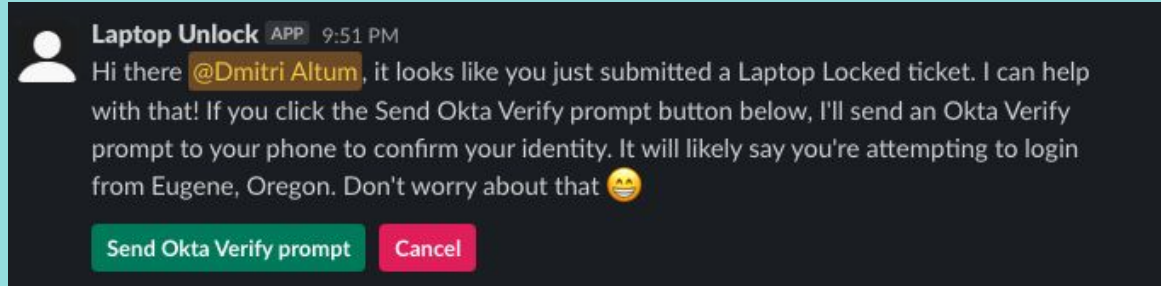 Laptop Unlock APP 9:51 PM
Hi there @Dmitri Altum, it looks like you just submitted a Laptop Locked ticket. I can help
with that! If you click the Send Okta Verify prompt button below, I'll send an Okta Verify
prompt to your phone to confirm your identity. It will likely say you're attempting to login
from Eugene, Oregon. Don't worry about that 😁
Send Okta Verify prompt Cancel